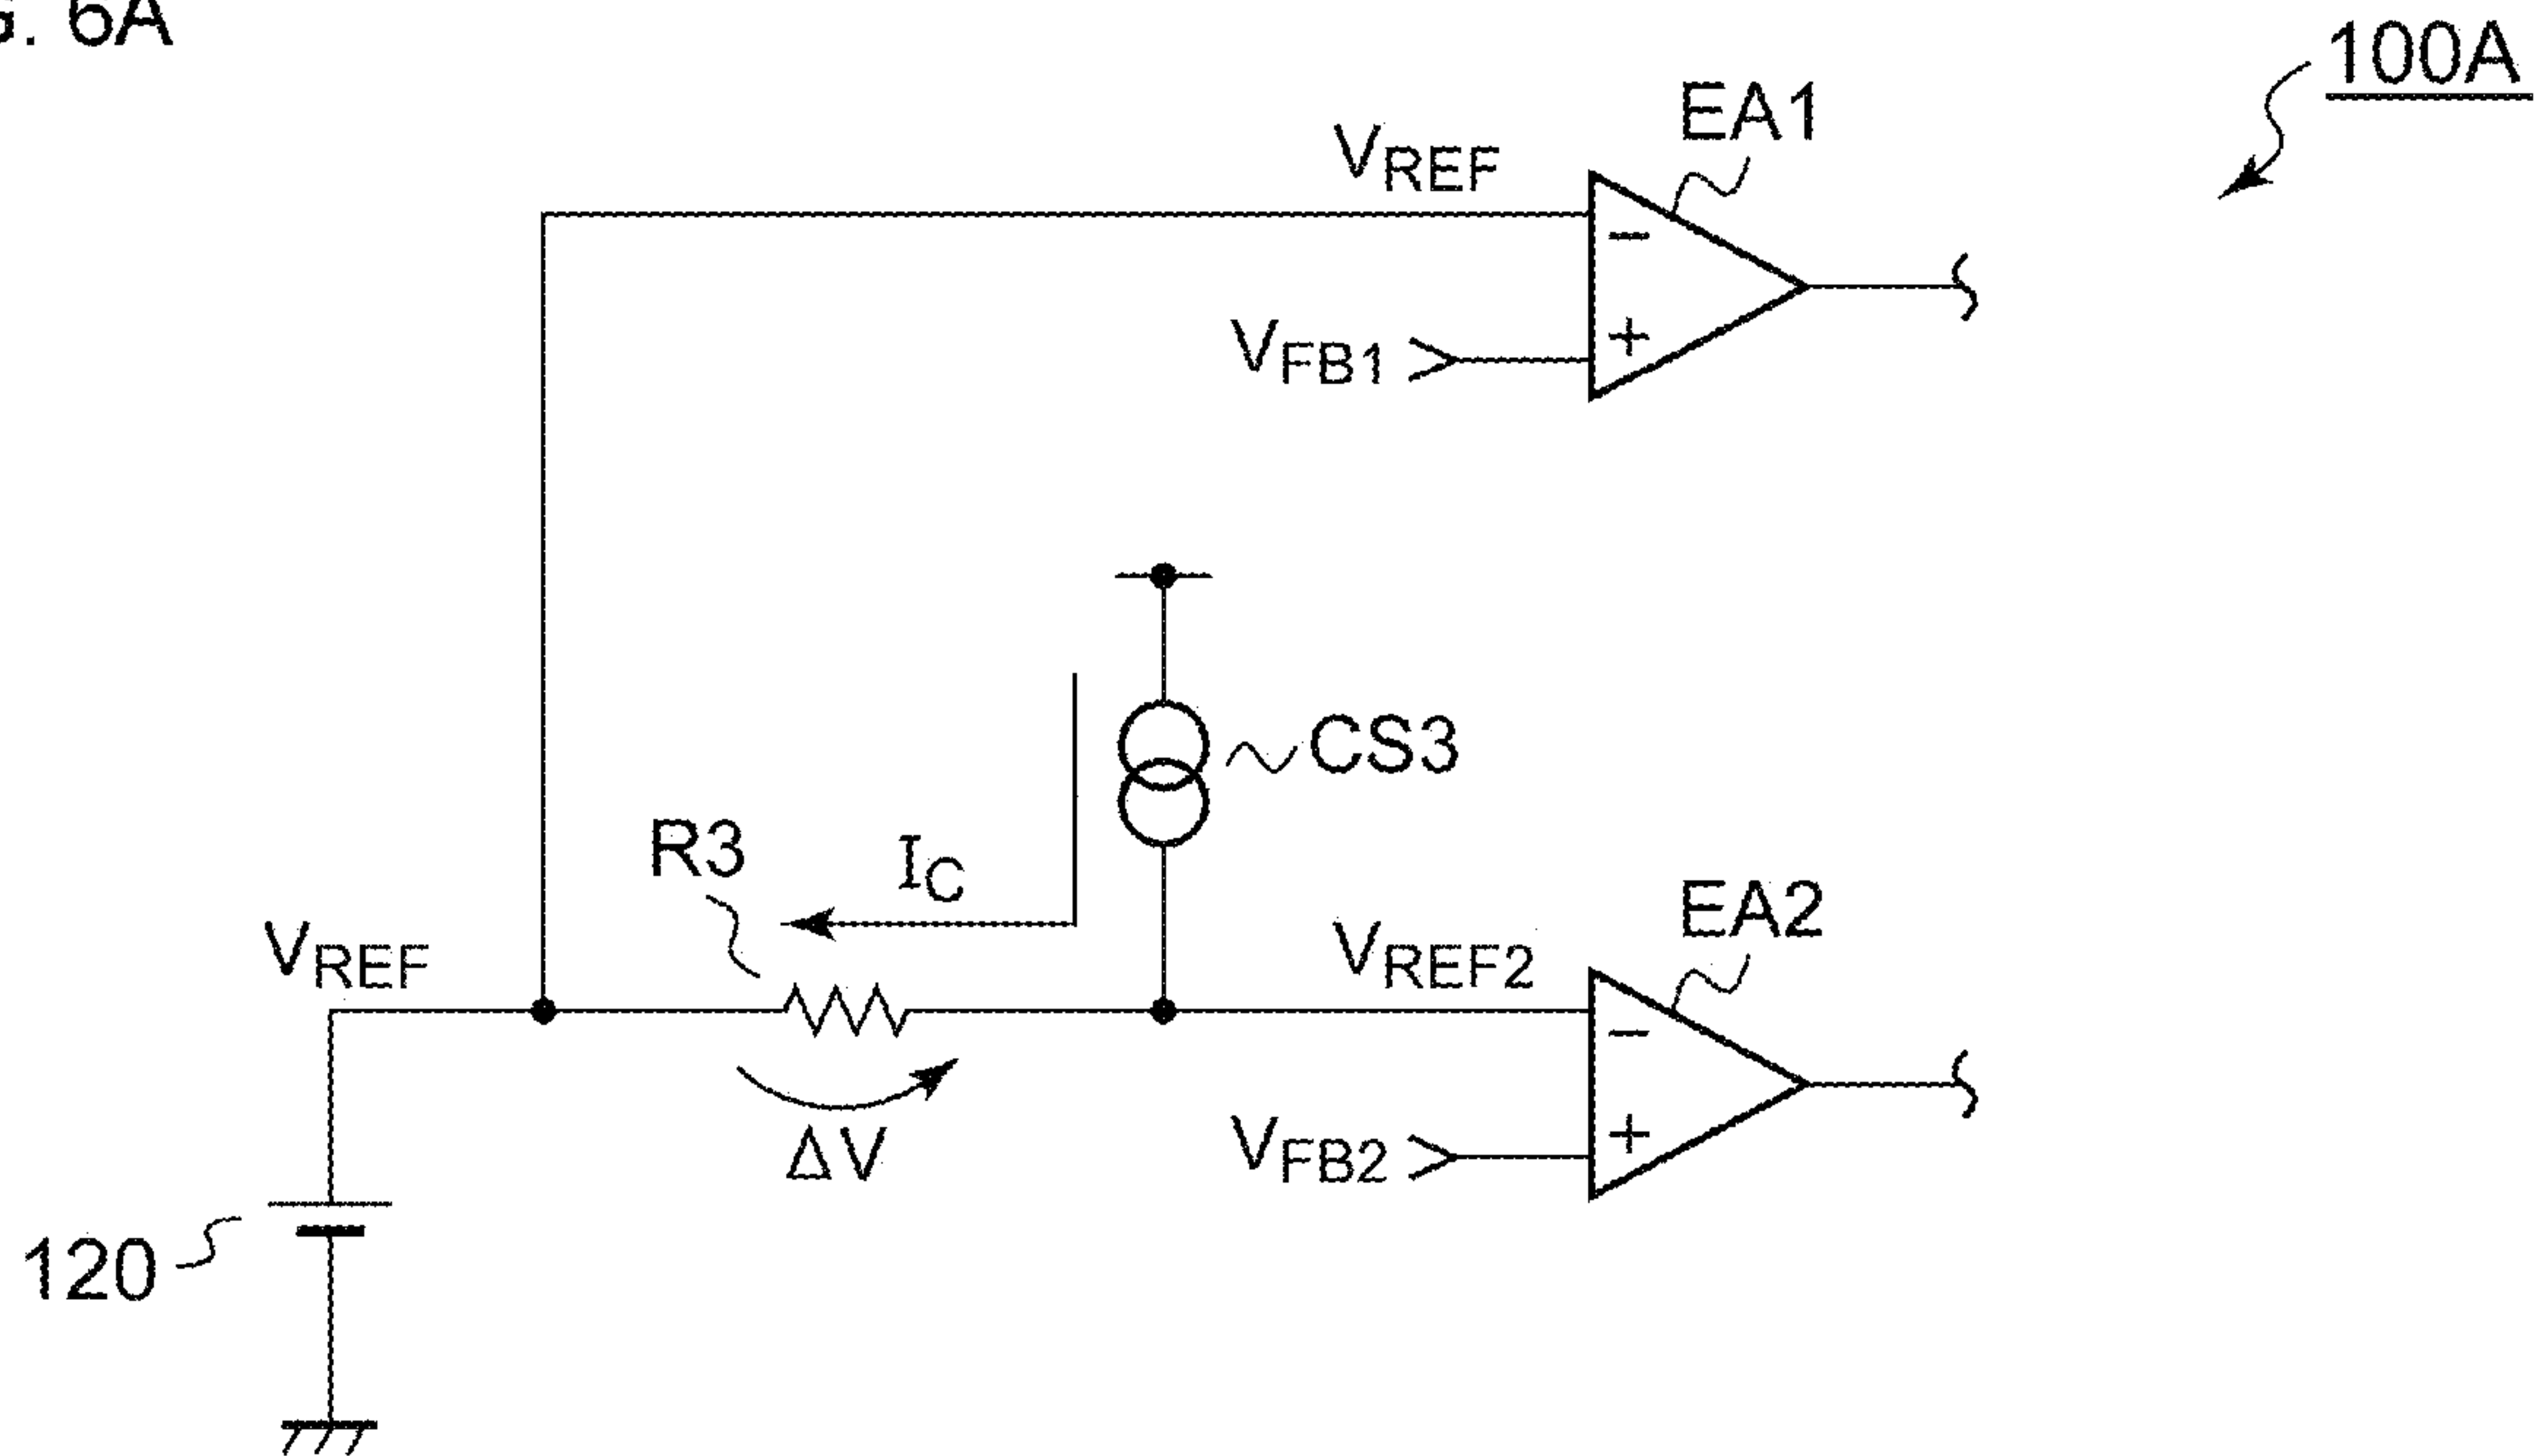 G. 6A
100A
EA1
VREF
−
+
VFB1
CS3
R3
IC
EA2
VREF
VREF2
−
+
ΔV
VFB2
120